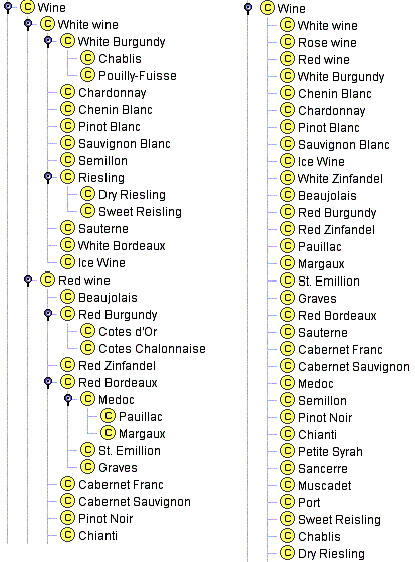 Wine
White wine
White Burgundy
Chablis
Pouilly-Fuisse
Chardonnay
Chenin Blanc
Pinot Blanc
Sauvignon Blanc
Semillon
Riesling
Dry Riesling
Sweet Reisling
Sauterne
White Bordeaux
Ice Wine
Red wine
Beaujolais
Red Burgundy
Cotes d'Or
Cotes Chalonnaise
Red Zinfandel
Red Bordeaux
Medoc
Pauillac
Margaux
St. Emillion
Graves
Cabernet Franc
Cabernet Sauvignon
Pinot Noir
Chianti
Wine
White wine
Rose wine
Red wine
White Burgundy
Chenin Blanc
Chardonnay
Pinot Blanc
Sauvignon Blanc
Ice Wine
White Zinfandel
Beaujolais
Red Burgundy
Red Zinfandel
Pauillac
Margaux
St. Emillion
Graves
Red Bordeaux
Sauterne
Cabernet Franc
Cabernet Sauvignon
Medoc
Semillon
Pinot Noir
Chianti
Petite Syrah
Sancerre
Muscadet
Port
Sweet Reisling
Chablis
Dry Riesling